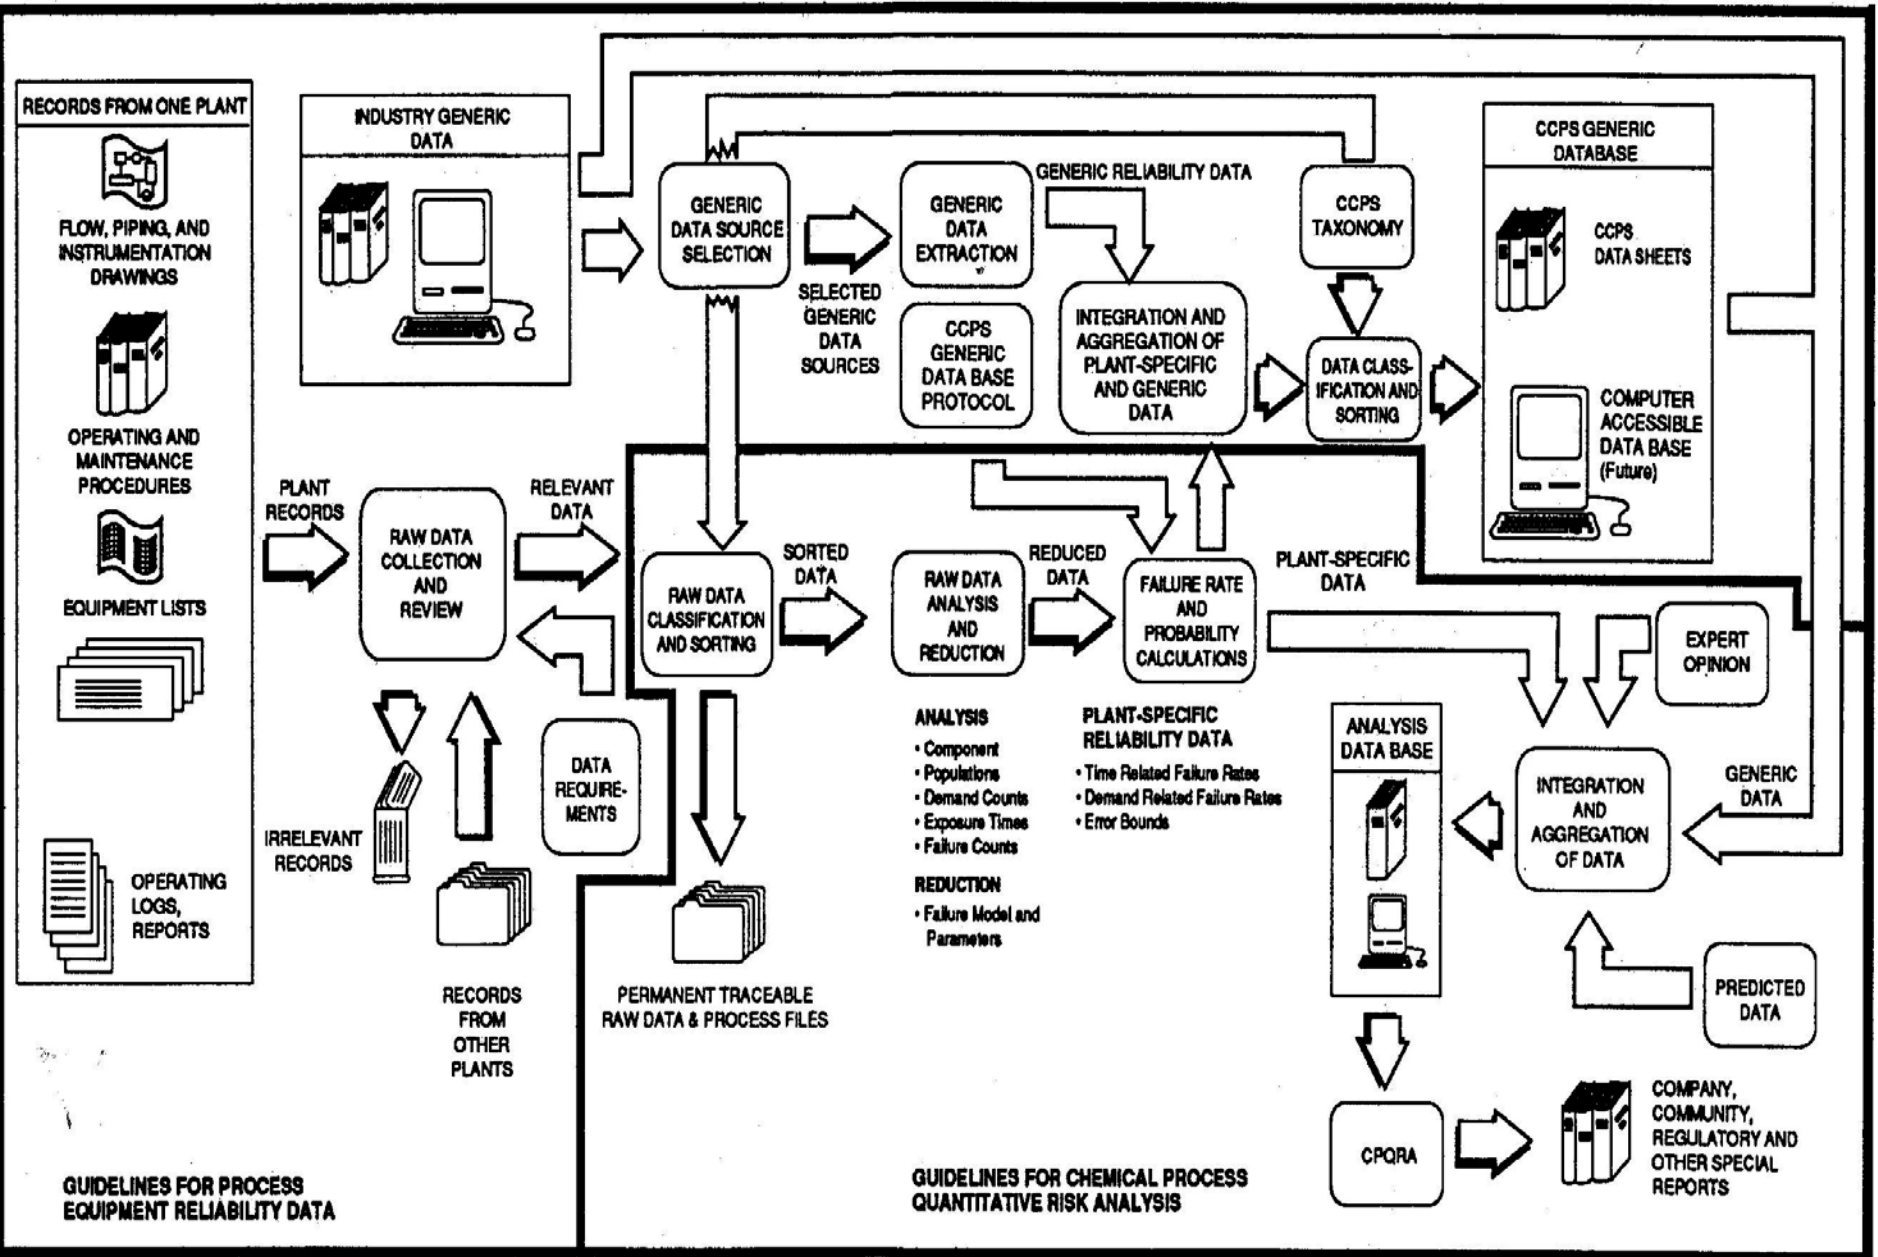 RECORDS FROM ONE PLANT
FLOW, PIPING, AND
INSTRUMENTATION
DRAWINGS
OPERATING AND
MAINTENANCE
PROCEDURES
EQUIPMENT LISTS
OPERATING
LOGS,
REPORTS
INDUSTRY GENERIC
DATA
GENERIC
DATA SOURCE
SELECTION
SELECTED
GENERIC
DATA
SOURCES
GENERIC
DATA
EXTRACTION
CCPS
GENERIC
DATA BASE
PROTOCOL
GENERIC RELIABILITY DATA
INTEGRATION AND
AGGREGATION OF
PLANT-SPECIFIC
AND GENERIC
DATA
CCPS
TAXONOMY
DATA CLASS-
IFICATION AND
SORTING
CCPS GENERIC
DATABASE
CCPS
DATA SHEETS
COMPUTER
ACCESSIBLE
DATA BASE
(Future)
PLANT
RECORDS
RAW DATA
COLLECTION
AND
REVIEW
RELEVANT
DATA
IRRELEVANT
RECORDS
RECORDS
FROM
OTHER
PLANTS
DATA
REQUIRE-
MENTS
RAW DATA
CLASSIFICATION
AND SORTING
SORTED
DATA
PERMANENT TRACEABLE
RAW DATA & PROCESS FILES
RAW DATA
ANALYSIS
AND
REDUCTION
REDUCED
DATA
FAILURE RATE
AND
PROBABILITY
CALCULATIONS
PLANT-SPECIFIC
DATA
ANALYSIS
• Component
• Populations
• Demand Counts
• Exposure Times
• Failure Counts
REDUCTION
• Failure Model and
Parameters
PLANT-SPECIFIC
RELIABILITY DATA
• Time Related Failure Rates
• Demand Related Failure Rates
• Error Bounds
EXPERT
OPINION
ANALYSIS
DATA BASE
INTEGRATION
AND
AGGREGATION
OF DATA
GENERIC
DATA
PREDICTED
DATA
CPQRA
COMPANY,
COMMUNITY,
REGULATORY AND
OTHER SPECIAL
REPORTS
GUIDELINES FOR PROCESS
EQUIPMENT RELIABILITY DATA
GUIDELINES FOR CHEMICAL PROCESS
QUANTITATIVE RISK ANALYSIS